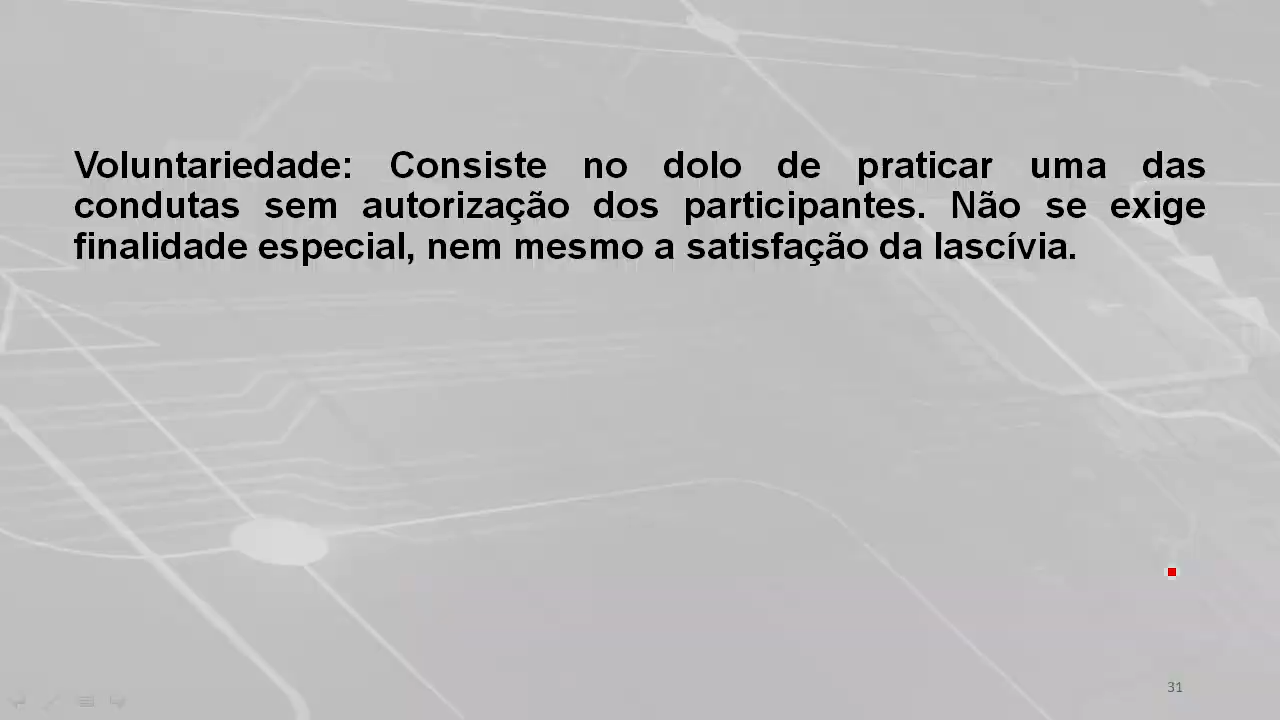 Voluntariedade: Consiste no dolo de praticar uma das
condutas sem autorização dos participantes. Não se exige
finalidade especial, nem mesmo a satisfação da lascívia.
31